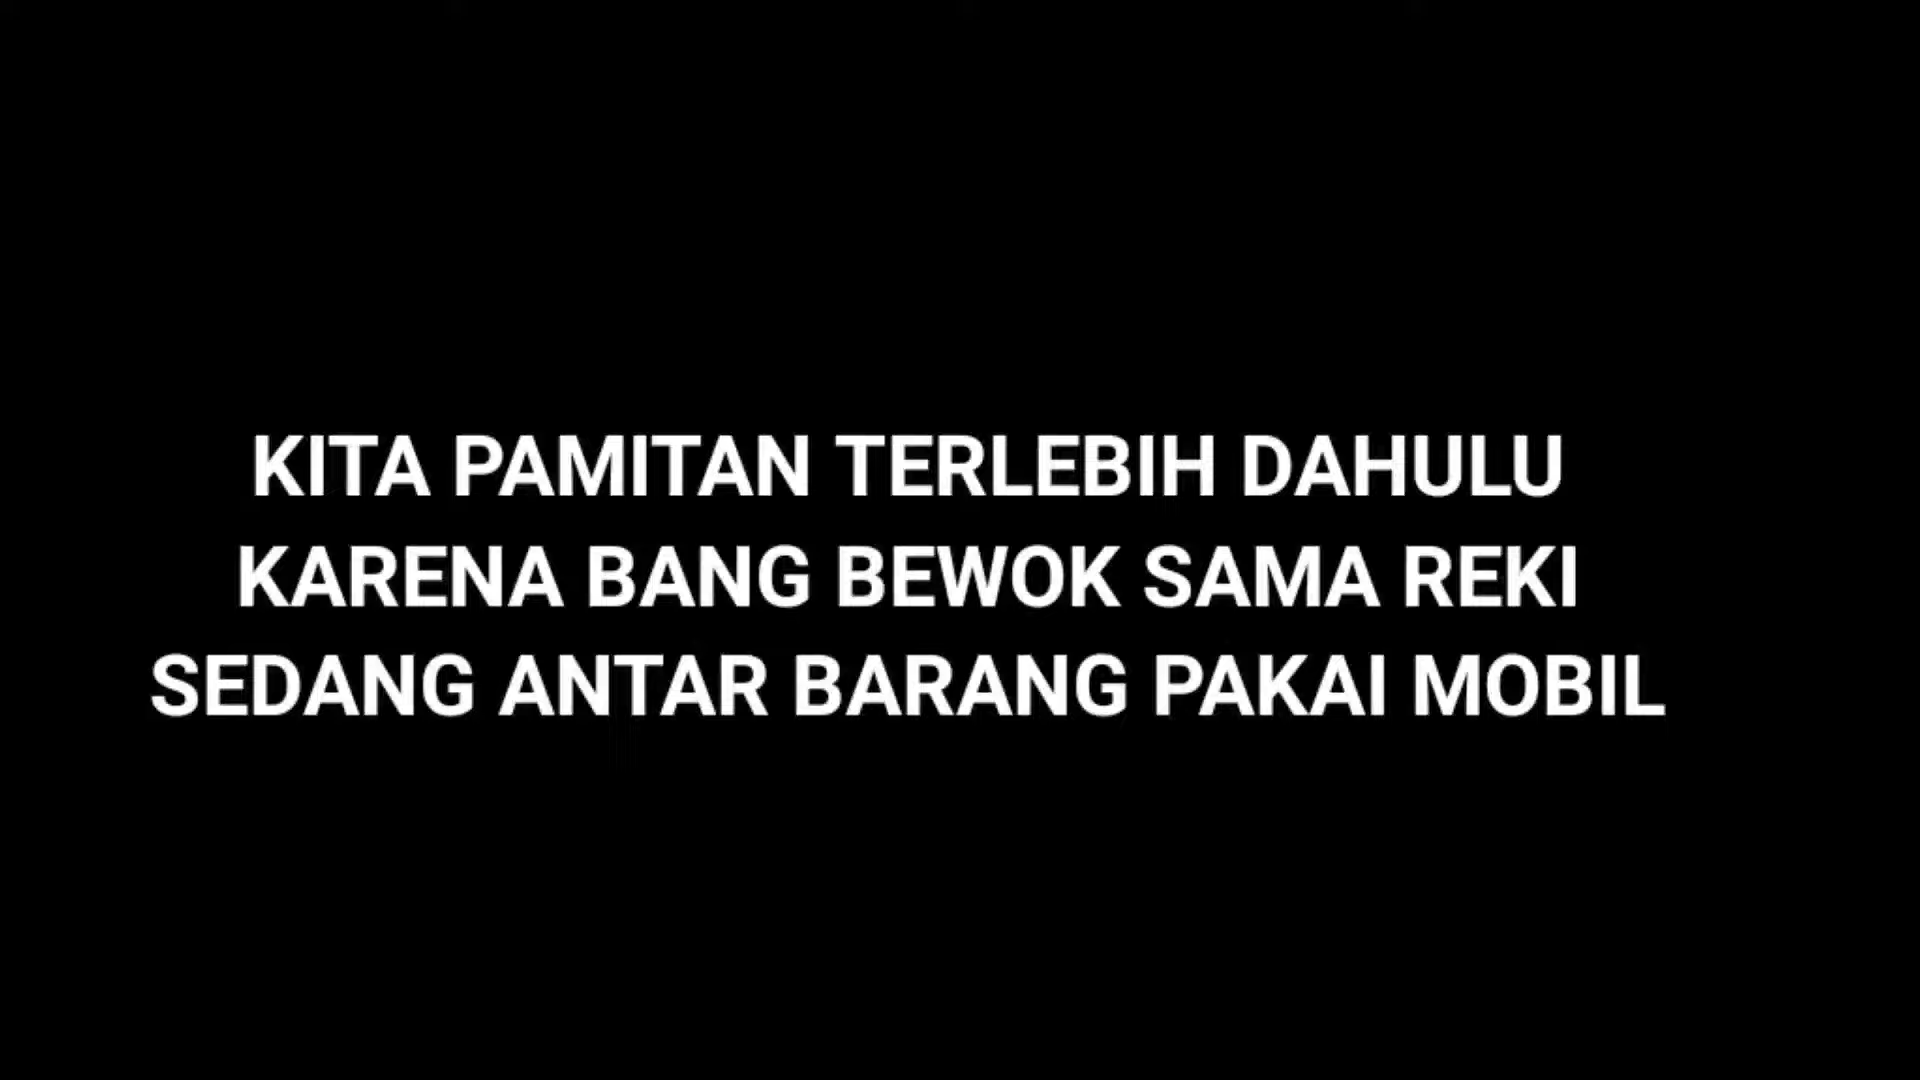 KITA PAMITAN TERLEBIH DAHULU
KARENA BANG BEWOK SAMA REKI
SEDANG ANTAR BARANG PAKAI MOBIL